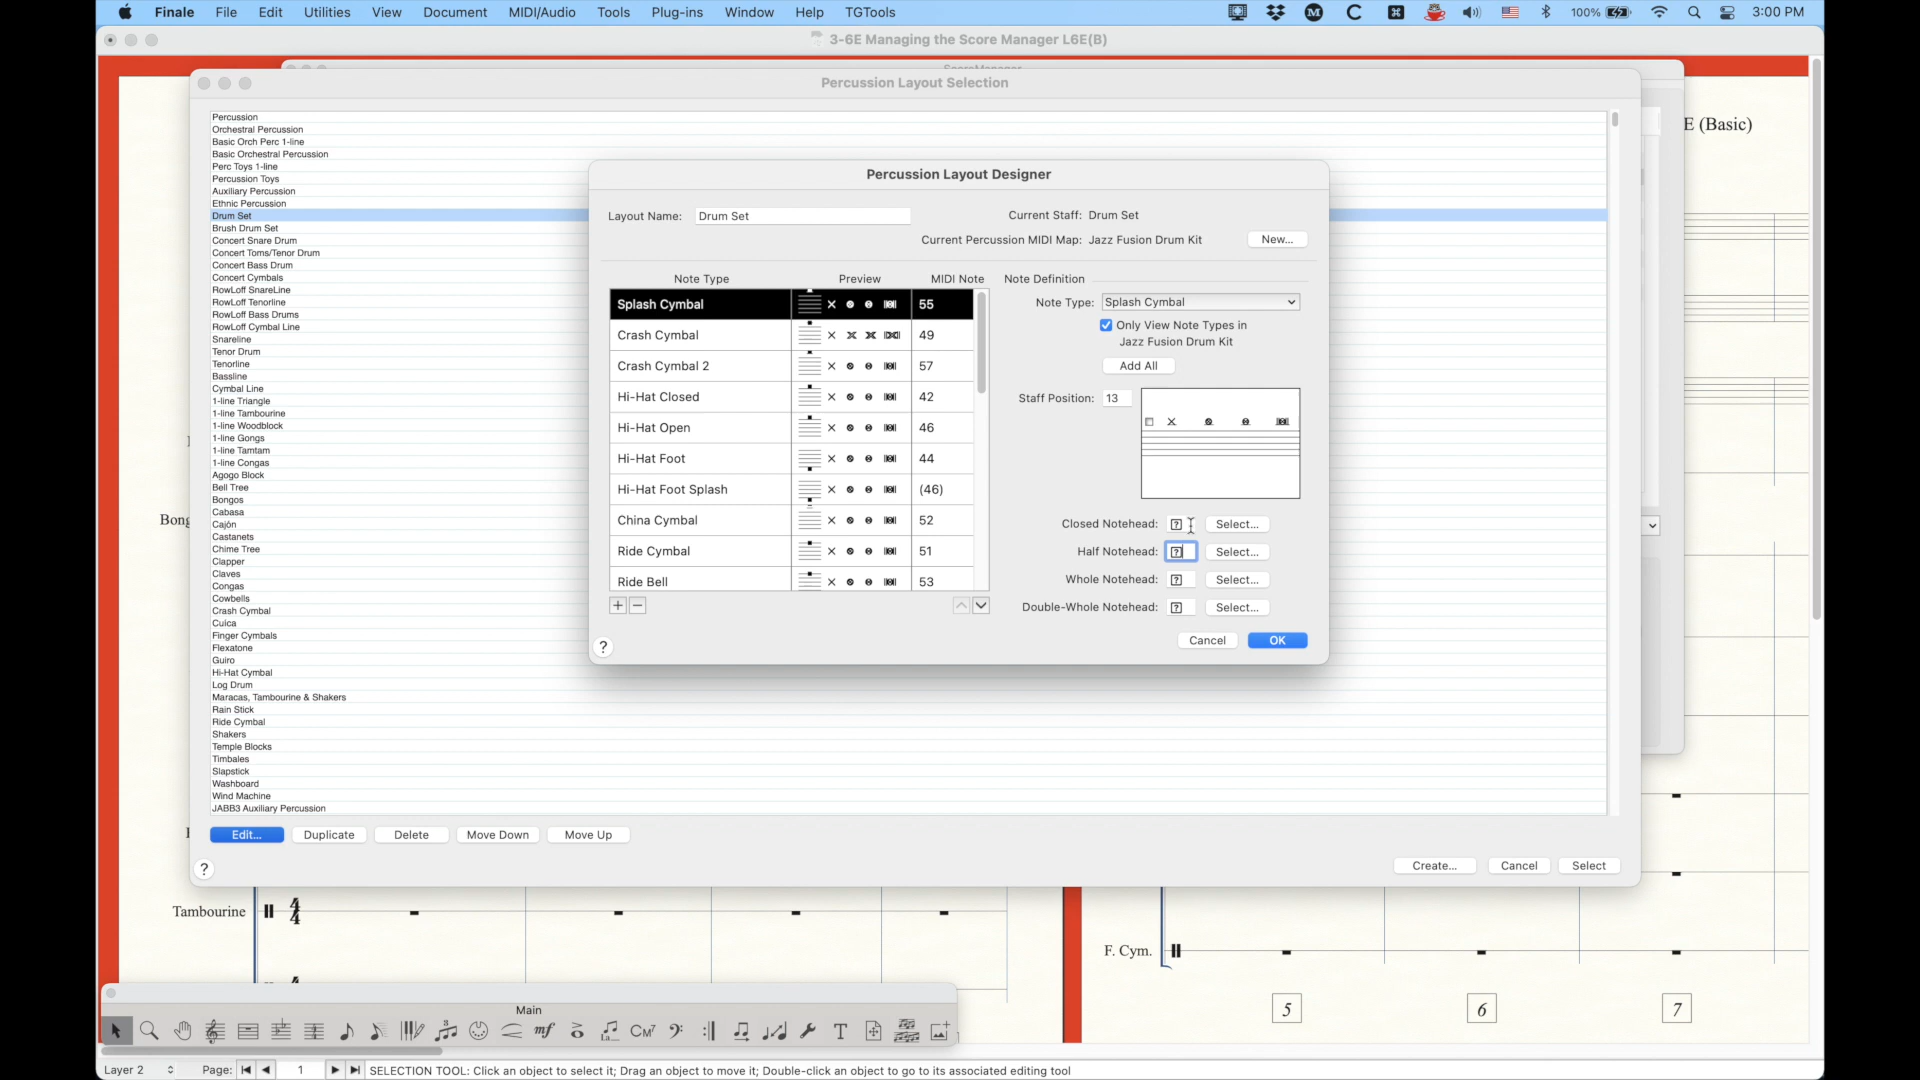 Finale File Edit Utilities View Document MIDI/Audio Tools Plug-ins Window Help TGTools 100% 3:00 PM
3-6E Managing the Score Manager L6E(B)
Percussion Layout Selection
E (Basic)
Percussion
Orchestral Percussion
Basic Orch Perc 1-line
Basic Orchestral Percussion
Perc Toys 1-line
Percussion Toys
Auxiliary Percussion
Ethnic Percussion
Drum Set
Brush Drum Set
Concert Snare Drum
Concert Toms/Tenor Drum
Concert Bass Drum
Concert Cymbals
RowLoff SnareLine
RowLoff Tenorline
RowLoff Bass Drums
RowLoff Cymbal Line
Snareline
Tenor Drum
Tenorline
Bassline
Cymbal Line
1-line Triangle
1-line Tambourine
1-line Woodblock
1-line Gongs
1-line Tamtam
1-line Congas
Agogo Block
Bell Tree
Bongos
Cabasa
Cajón
Castanets
Chime Tree
Clapper
Claves
Congas
Cowbells
Crash Cymbal
Cuica
Finger Cymbals
Flexatone
Guiro
Hi-Hat Cymbal
Log Drum
Maracas, Tambourine & Shakers
Rain Stick
Ride Cymbal
Shakers
Temple Blocks
Timbales
Slapstick
Washboard
Wind Machine
JABB3 Auxiliary Percussion
Edit... Duplicate Delete Move Down Move Up
? Create... Cancel Select
Percussion Layout Designer
Layout Name: Drum Set Current Staff: Drum Set
Current Percussion MIDI Map: Jazz Fusion Drum Kit New...
Note Type Preview MIDI Note Note Definition
Splash Cymbal 55
Crash Cymbal 49
Crash Cymbal 2 57
Hi-Hat Closed 42
Hi-Hat Open 46
Hi-Hat Foot 44
Hi-Hat Foot Splash (46)
China Cymbal 52
Ride Cymbal 51
Ride Bell 53
Note Type: Splash Cymbal
Only View Note Types in
Jazz Fusion Drum Kit
Add All
Staff Position: 13
Closed Notehead: ? Select...
Half Notehead: ? Select...
Whole Notehead: ? Select...
Double-Whole Notehead: ? Select...
+ −
? Cancel OK
Bong
Tambourine 4 4
F. Cym.
5 6 7
Main
mf CM7 T
Layer 2 Page: 1 SELECTION TOOL: Click an object to select it; Drag an object to move it; Double-click an object to go to its associated editing tool